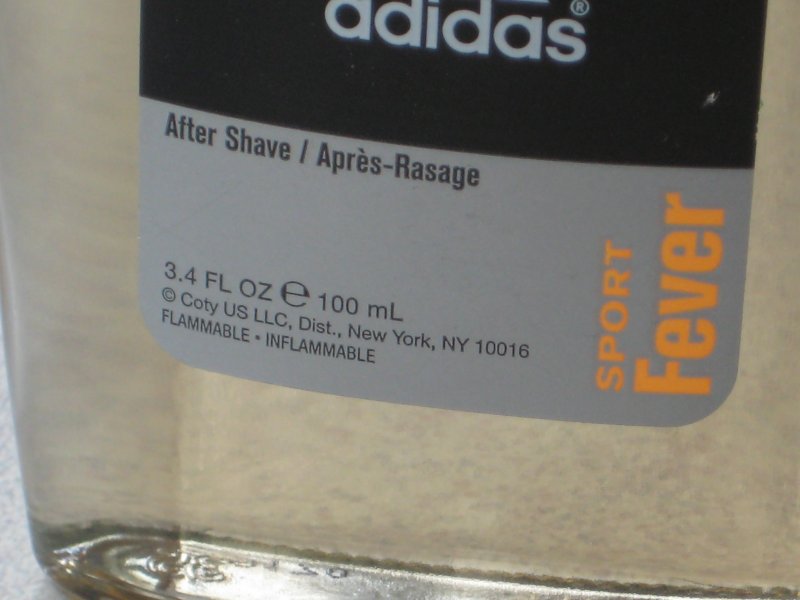 adidas®
After Shave / Après-Rasage
3.4 FL OZ ℮ 100 mL
© Coty US LLC, Dist., New York, NY 10016
FLAMMABLE • INFLAMMABLE
SPORT
Fever